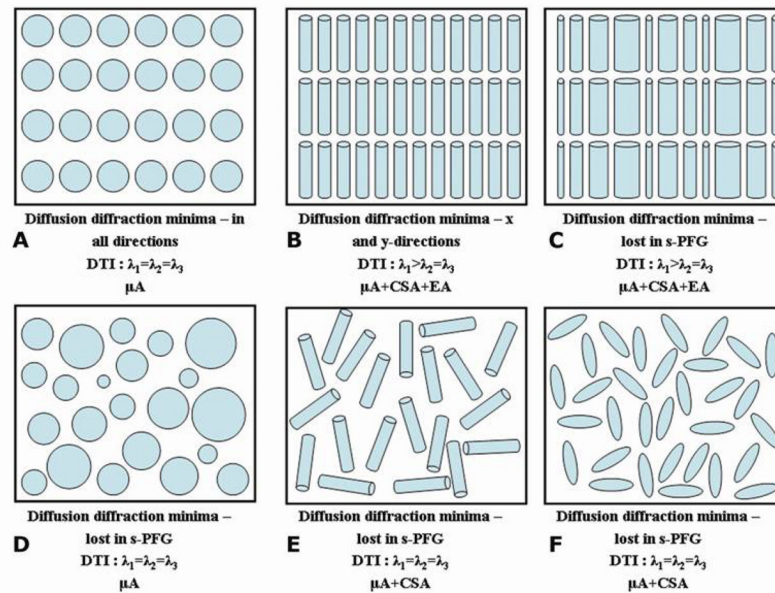 Diffusion diffraction minima – in
A all directions
DTI : λ₁=λ₂=λ₃
μA
Diffusion diffraction minima – x
B and y-directions
DTI : λ₁>λ₂=λ₃
μA+CSA+EA
Diffusion diffraction minima –
C lost in s-PFG
DTI : λ₁>λ₂=λ₃
μA+CSA+EA
Diffusion diffraction minima –
D lost in s-PFG
DTI : λ₁=λ₂=λ₃
μA
Diffusion diffraction minima –
E lost in s-PFG
DTI : λ₁=λ₂=λ₃
μA+CSA
Diffusion diffraction minima –
F lost in s-PFG
DTI : λ₁=λ₂=λ₃
μA+CSA